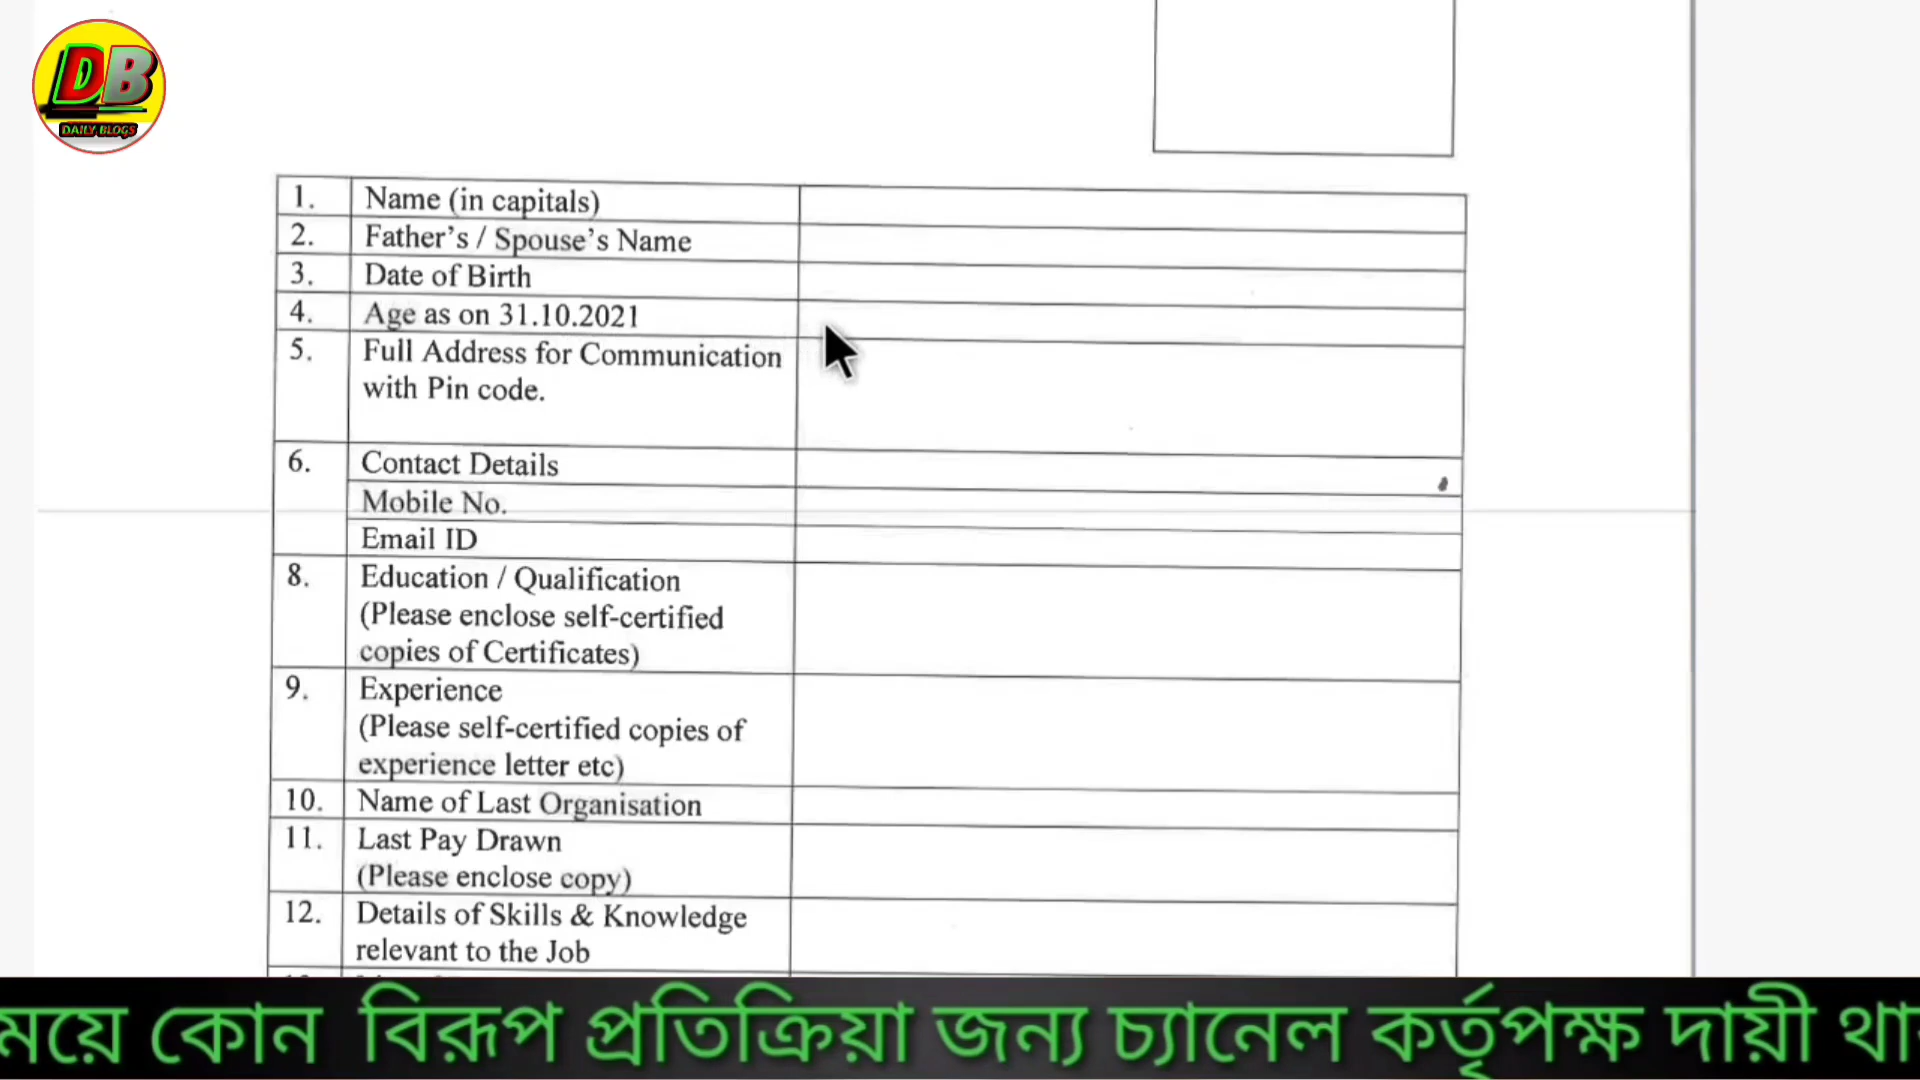 DB
DAILY BLOGS
1. Name (in capitals)
2. Father's / Spouse's Name
3. Date of Birth
4. Age as on 31.10.2021
5. Full Address for Communication
with Pin code.
6. Contact Details
Mobile No.
Email ID
8. Education / Qualification
(Please enclose self-certified
copies of Certificates)
9. Experience
(Please self-certified copies of
experience letter etc)
10. Name of Last Organisation
11. Last Pay Drawn
(Please enclose copy)
12. Details of Skills & Knowledge
relevant to the Job
কোন বিরূপ প্রতিক্রিয়া জন্য চ্যানেল কর্তৃপক্ষ দায়ী